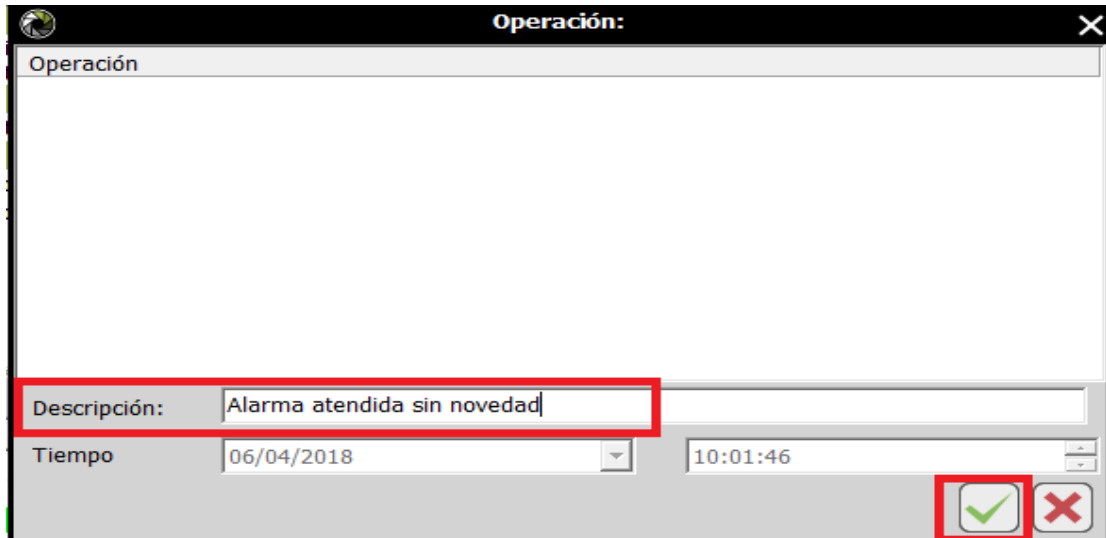 Operación:
Operación
Descripción: Alarma atendida sin novedad
Tiempo 06/04/2018 10:01:46